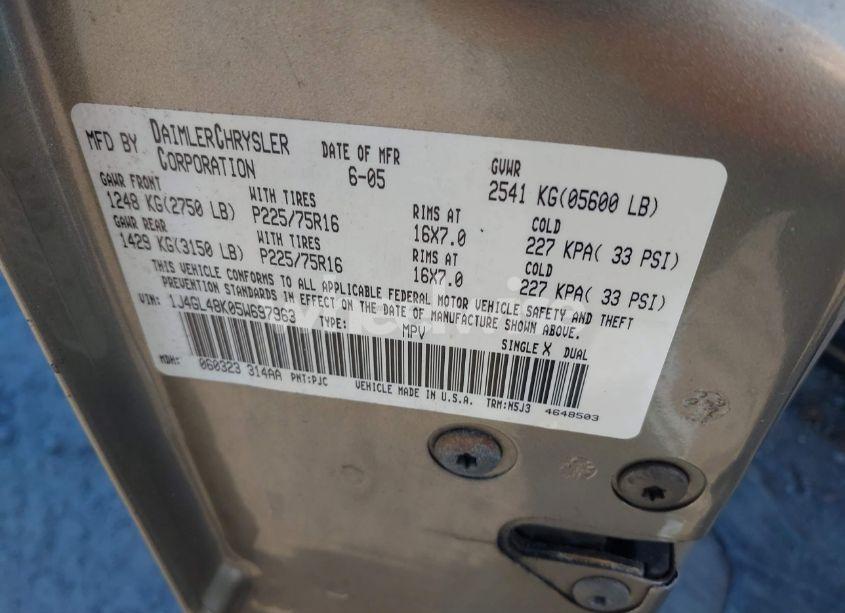 MFD BY DAIMLERCHRYSLER CORPORATION DATE OF MFR 6-05 GVWR 2541 KG(05600 LB)
GAWR FRONT WITH TIRES RIMS AT COLD
1248 KG(2750 LB) P225/75R16 16X7.0 227 KPA( 33 PSI)
GAWR REAR WITH TIRES RIMS AT COLD
1429 KG(3150 LB) P225/75R16 16X7.0 227 KPA( 33 PSI)
THIS VEHICLE CONFORMS TO ALL APPLICABLE FEDERAL MOTOR VEHICLE SAFETY AND THEFT
PREVENTION STANDARDS IN EFFECT ON THE DATE OF MANUFACTURE SHOWN ABOVE.
VIN: 1J4GL48K05W697963 TYPE: MPV SINGLE X DUAL
MDH: 060323 314AA PNT:PJC VEHICLE MADE IN U.S.A. TRM:N5J3 4648503